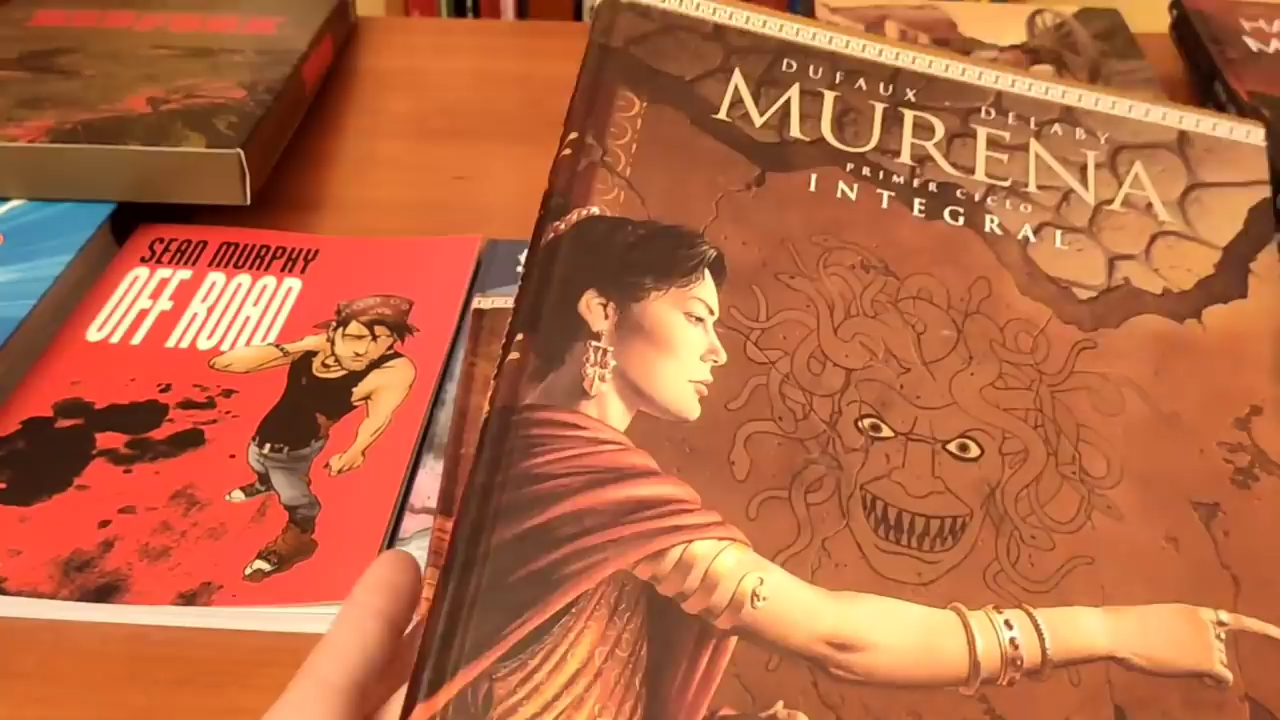 SEAN MURPHY
OFF ROAD
DUFAUX DELABY
MURENA
PRIMER CICLO
INTEGRAL